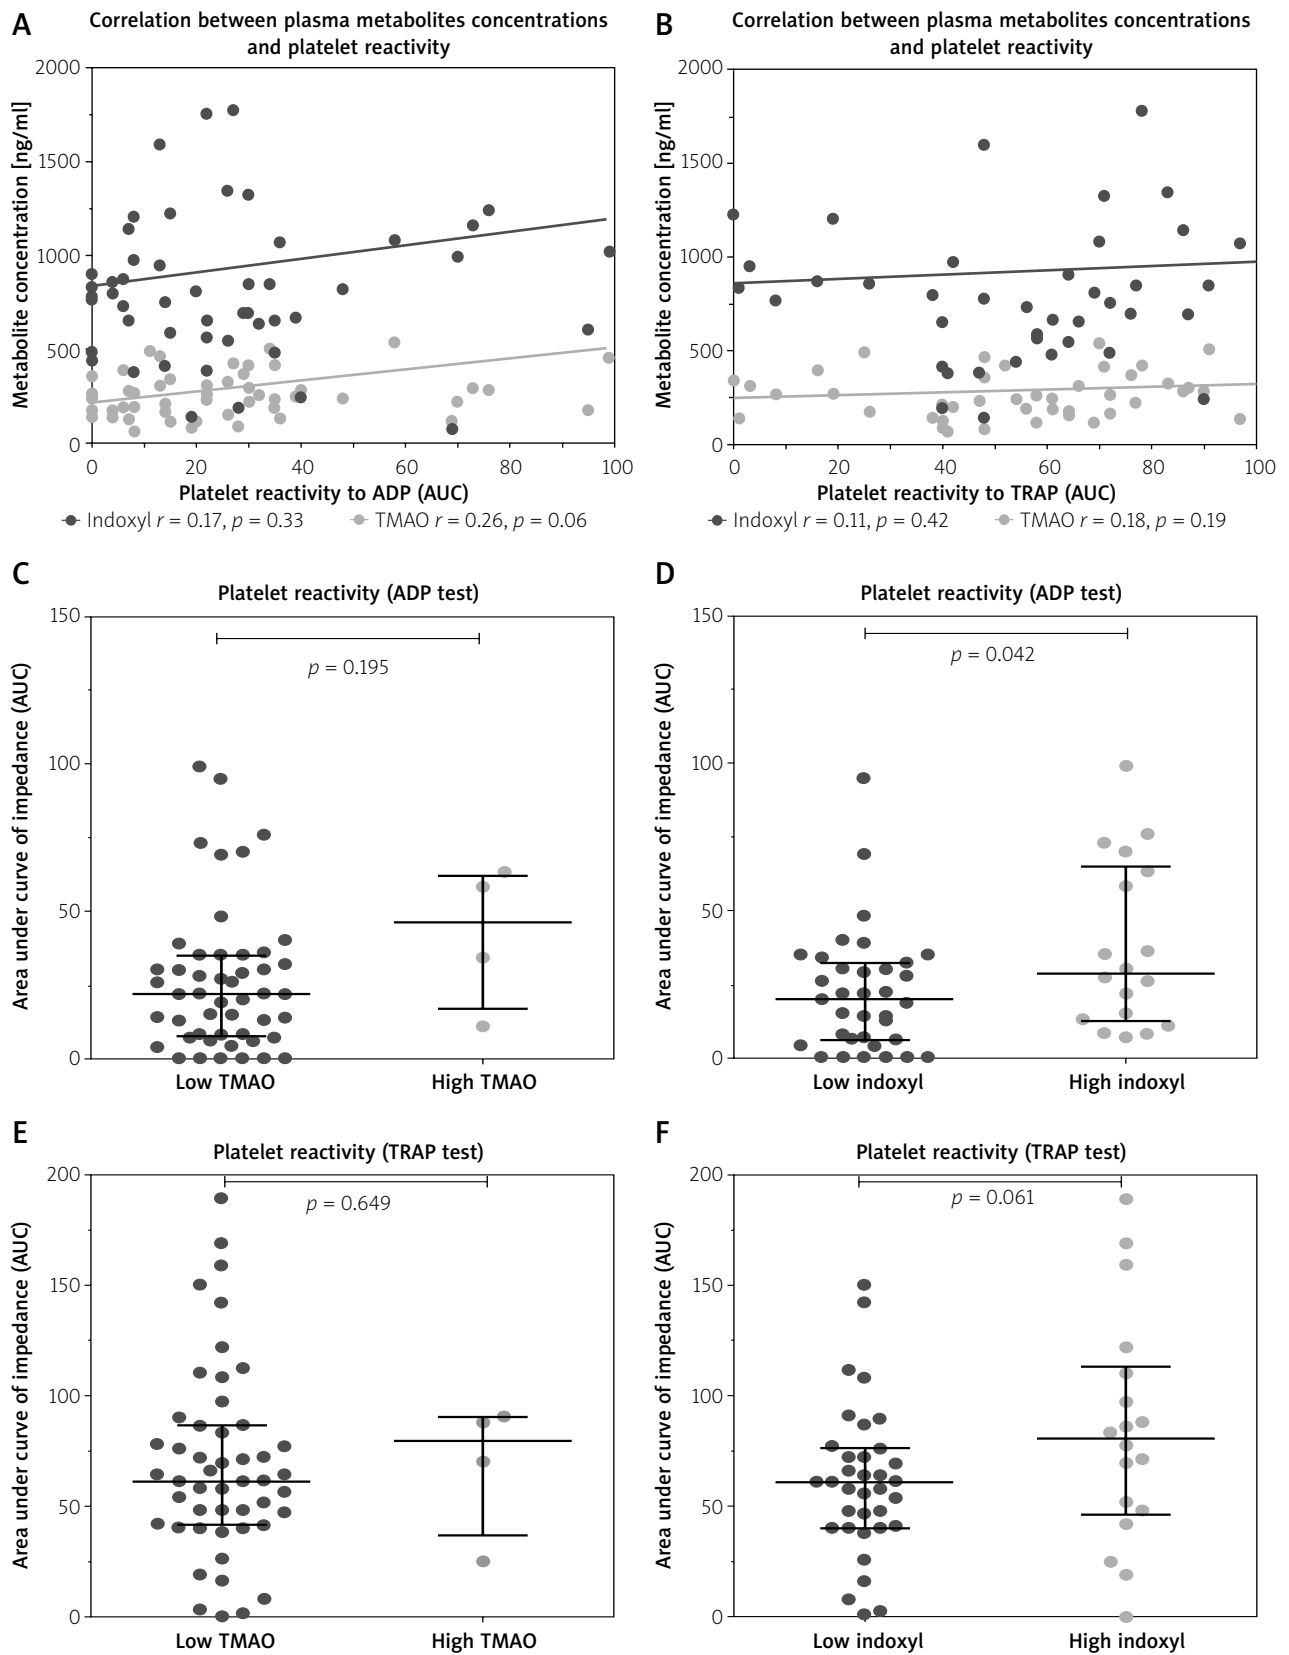 A
Correlation between plasma metabolites concentrations
and platelet reactivity
Metabolite concentration [ng/ml]
2000
1500
1000
500
0
0 20 40 60 80 100
Platelet reactivity to ADP (AUC)
Indoxyl r = 0.17, p = 0.33
TMAO r = 0.26, p = 0.06
B
Correlation between plasma metabolites concentrations
and platelet reactivity
Metabolite concentration [ng/ml]
2000
1500
1000
500
0
0 20 40 60 80 100
Platelet reactivity to TRAP (AUC)
Indoxyl r = 0.11, p = 0.42
TMAO r = 0.18, p = 0.19
C
Platelet reactivity (ADP test)
Area under curve of impedance (AUC)
150
100
50
0
p = 0.195
Low TMAO
High TMAO
D
Platelet reactivity (ADP test)
Area under curve of impedance (AUC)
150
100
50
0
p = 0.042
Low indoxyl
High indoxyl
E
Platelet reactivity (TRAP test)
Area under curve of impedance (AUC)
200
150
100
50
0
p = 0.649
Low TMAO
High TMAO
F
Platelet reactivity (TRAP test)
Area under curve of impedance (AUC)
200
150
100
50
0
p = 0.061
Low indoxyl
High indoxyl